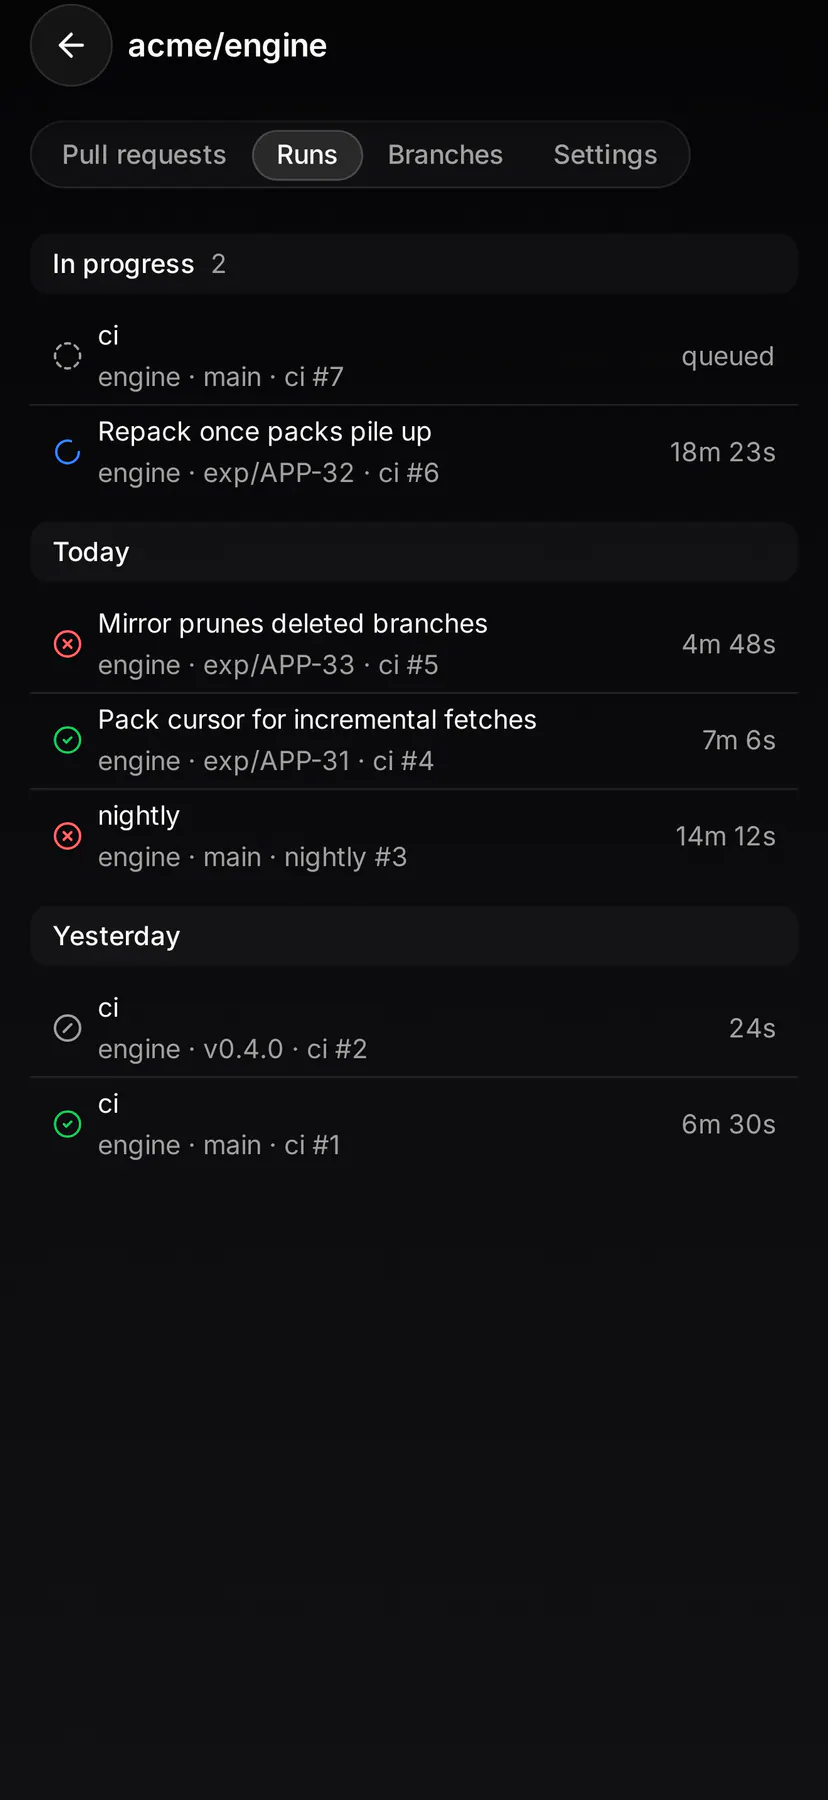 acme/engine
Pull requests Runs Branches Settings
In progress 2
ci
engine · main · ci #7
queued
Repack once packs pile up
engine · exp/APP-32 · ci #6
18m 23s
Today
Mirror prunes deleted branches
engine · exp/APP-33 · ci #5
4m 48s
Pack cursor for incremental fetches
engine · exp/APP-31 · ci #4
7m 6s
nightly
engine · main · nightly #3
14m 12s
Yesterday
ci
engine · v0.4.0 · ci #2
24s
ci
engine · main · ci #1
6m 30s